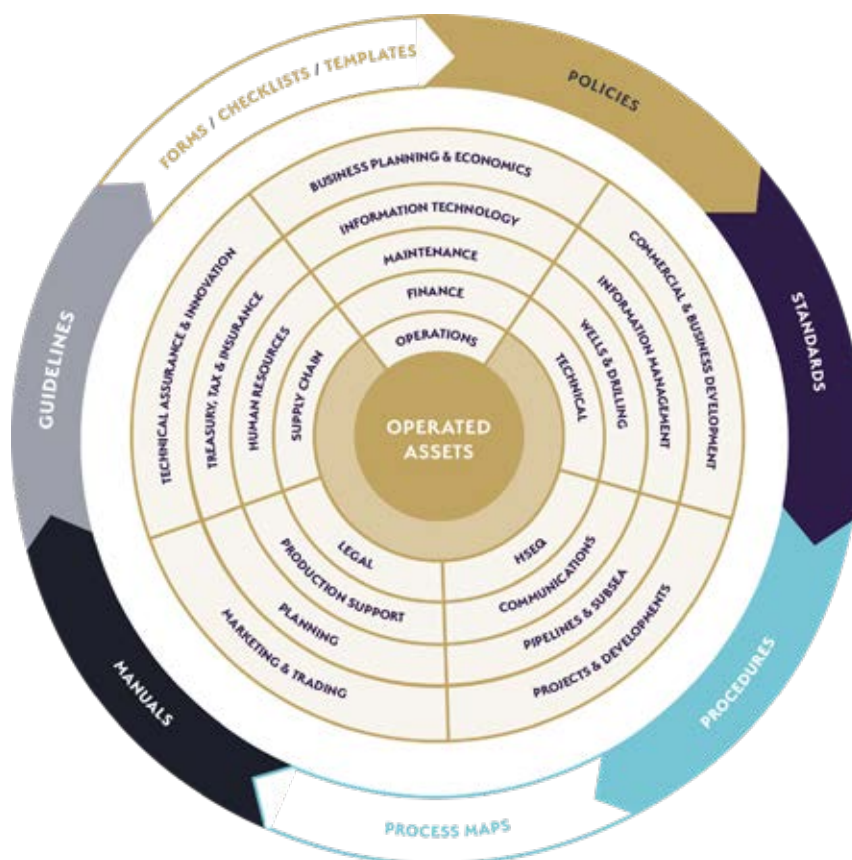 FORMS / CHECKLISTS / TEMPLATES
POLICIES
STANDARDS
PROCEDURES
PROCESS MAPS
MANUALS
GUIDELINES
BUSINESS PLANNING & ECONOMICS
INFORMATION TECHNOLOGY
MAINTENANCE
FINANCE
OPERATIONS
COMMERCIAL & BUSINESS DEVELOPMENT
INFORMATION MANAGEMENT
WELLS & DRILLING
TECHNICAL
PROJECTS & DEVELOPMENTS
PIPELINES & SUBSEA
COMMUNICATIONS
HSEQ
MARKETING & TRADING
PLANNING
PRODUCTION SUPPORT
LEGAL
TECHNICAL ASSURANCE & INNOVATION
TREASURY, TAX & INSURANCE
HUMAN RESOURCES
SUPPLY CHAIN
OPERATED
ASSETS